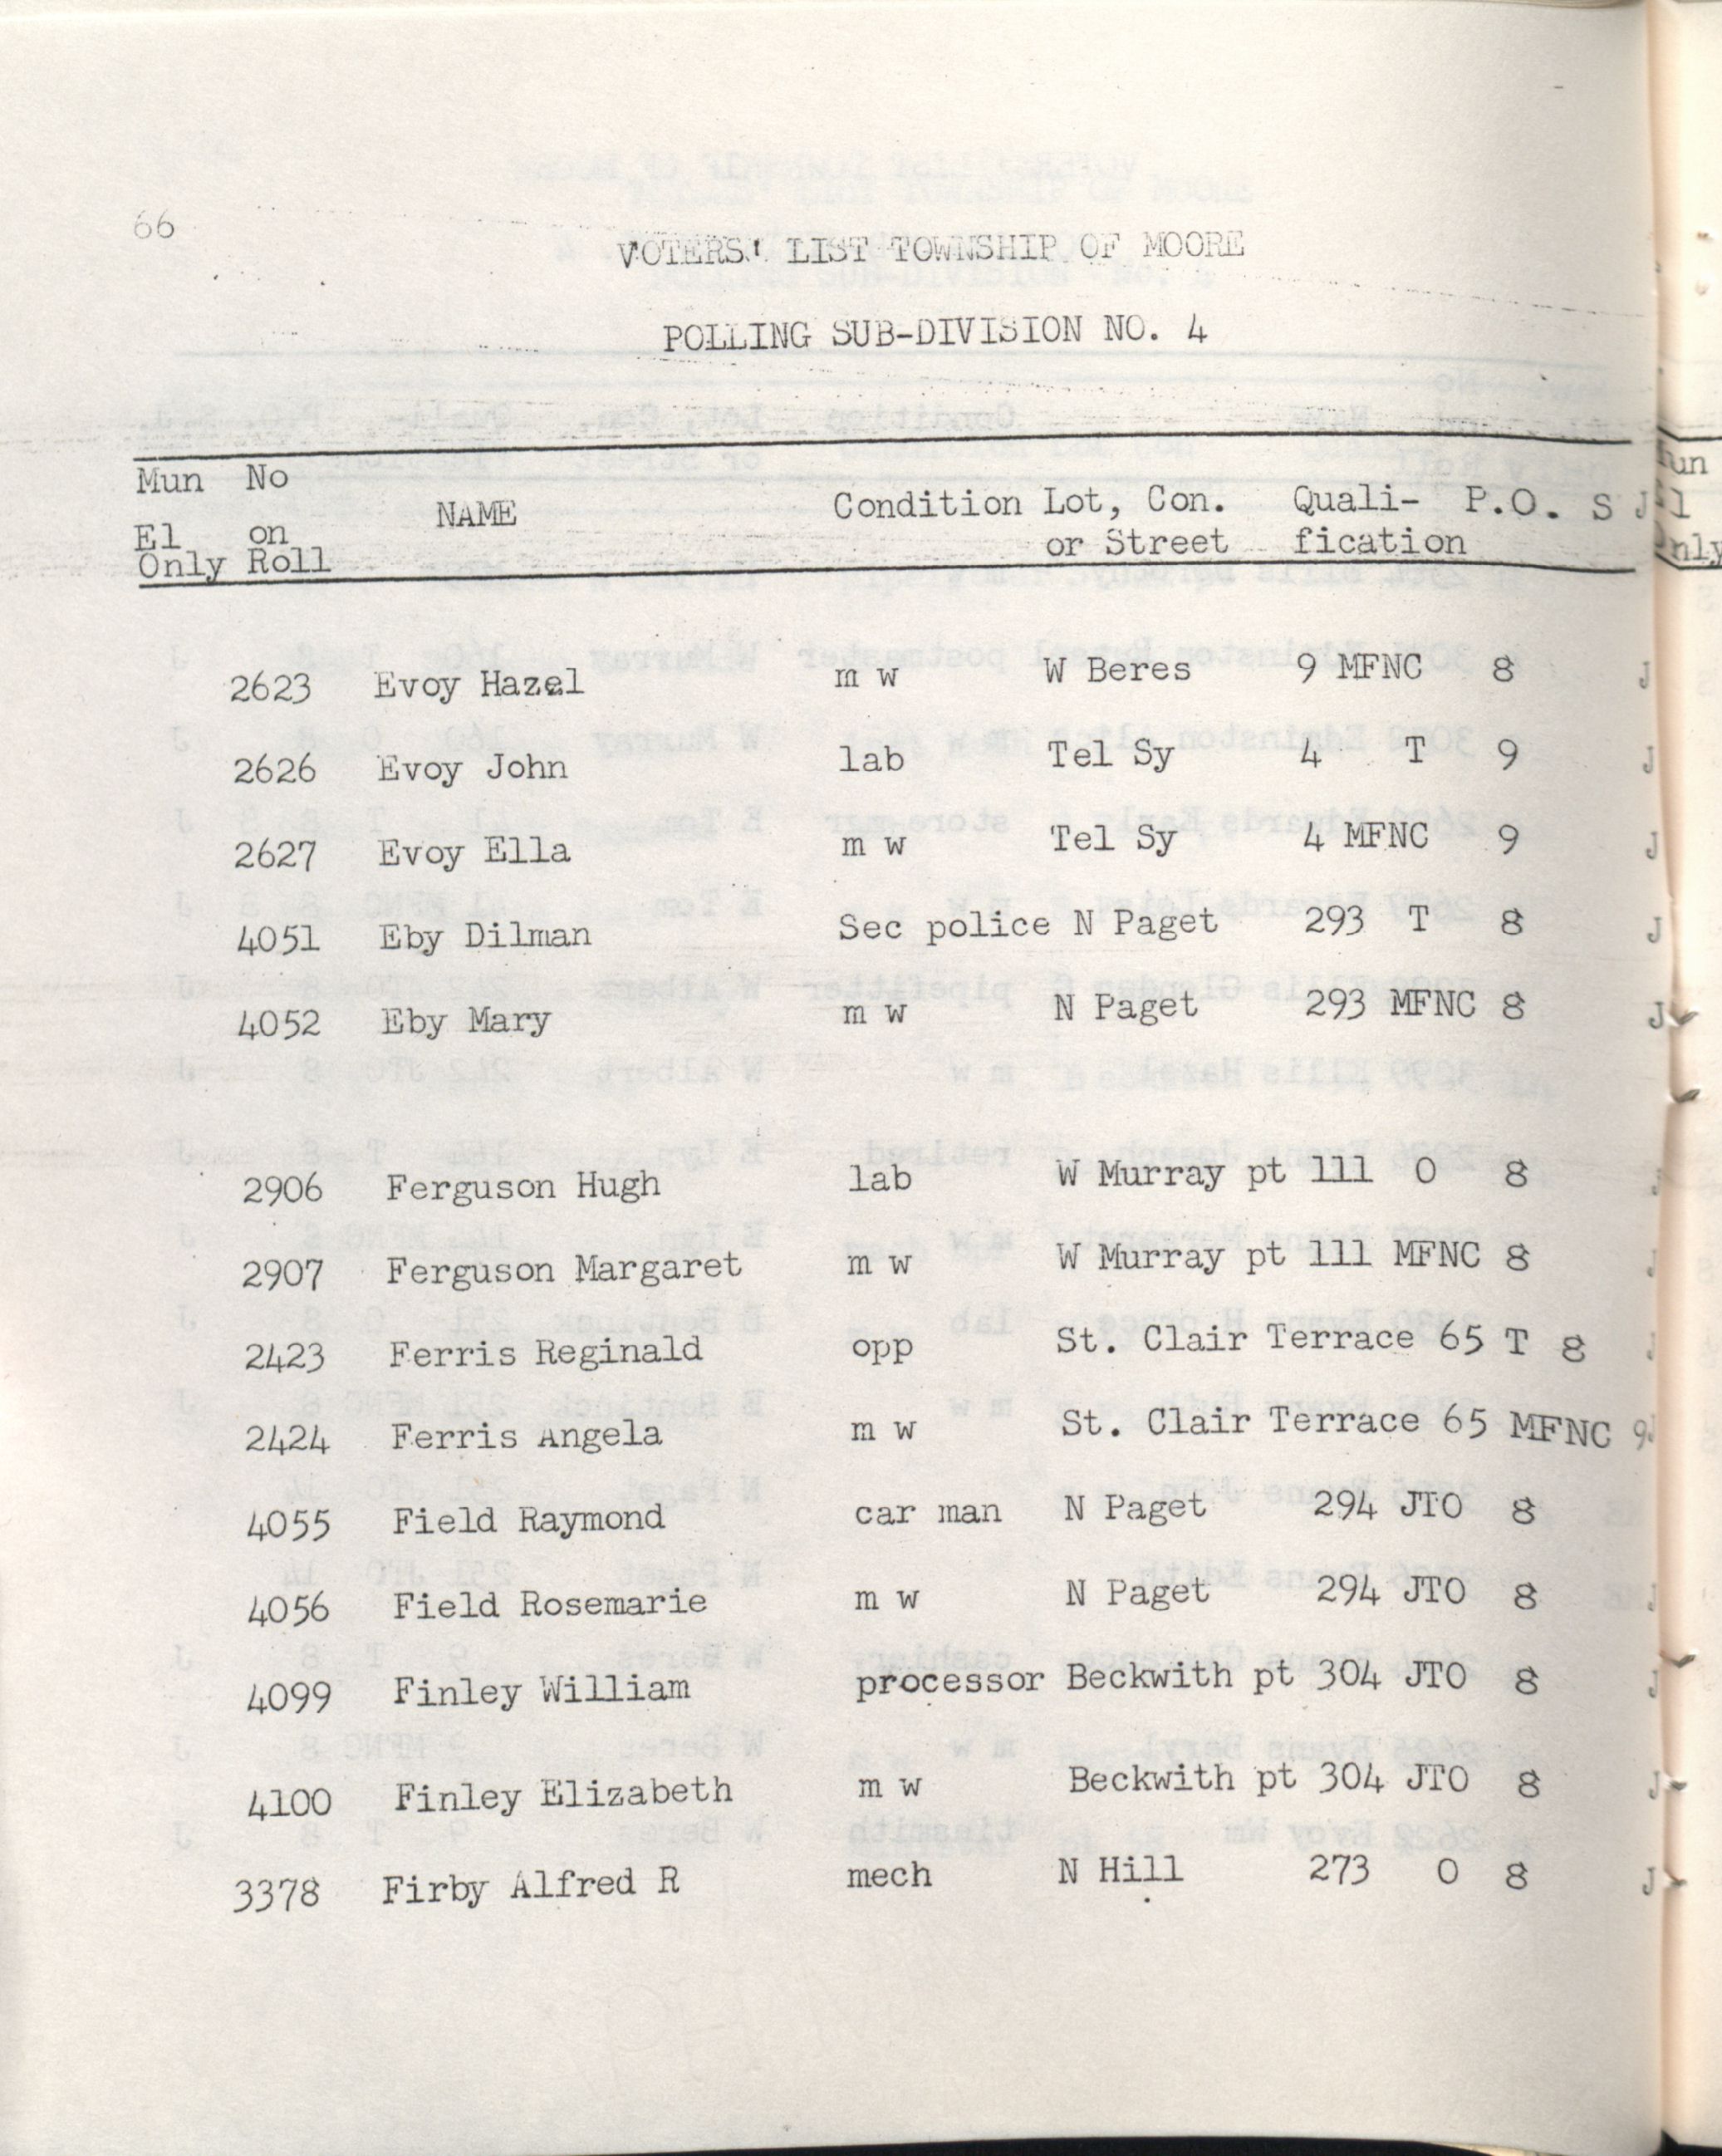 66
VOTERS' LIST TOWNSHIP OF MOORE
POLLING SUB-DIVISION NO. 4
Mun No NAME Condition Lot, Con. Quali- P.O. S J
El on or Street fication
Only Roll
2623 Evoy Hazel m w W Beres 9 MFNC 8 J
2626 Evoy John lab Tel Sy 4 T 9 J
2627 Evoy Ella m w Tel Sy 4 MFNC 9 J
4051 Eby Dilman Sec police N Paget 293 T 8 J
4052 Eby Mary m w N Paget 293 MFNC 8 J
2906 Ferguson Hugh lab W Murray pt 111 O 8 J
2907 Ferguson Margaret m w W Murray pt 111 MFNC 8 J
2423 Ferris Reginald opp St. Clair Terrace 65 T 8 J
2424 Ferris Angela m w St. Clair Terrace 65 MFNC 9J
4055 Field Raymond car man N Paget 294 JTO 8
4056 Field Rosemarie m w N Paget 294 JTO 8 J
4099 Finley William processor Beckwith pt 304 JTO 8 J
4100 Finley Elizabeth m w Beckwith pt 304 JTO 8 J
3378 Firby Alfred R mech N Hill 273 O 8 J